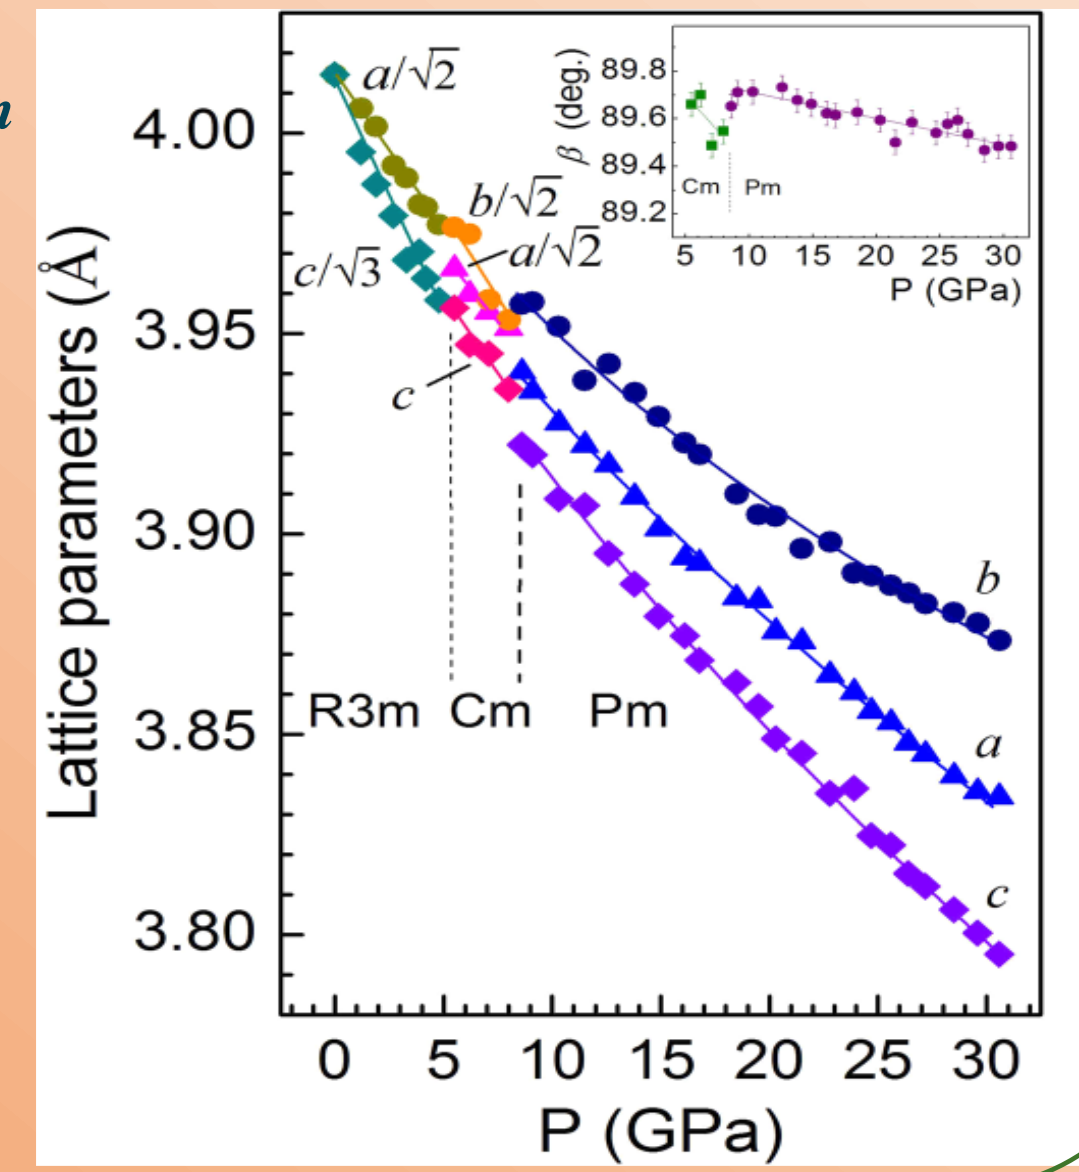 n
a/√2
4.00
b/√2
a/√2
c/√3
3.95
c
3.90
b
R3m Cm Pm
3.85
a
c
3.80
0 5 10 15 20 25 30
P (GPa)
Lattice parameters (Å)
89.8
89.6
89.4
89.2
β (deg.)
Cm Pm
5 10 15 20 25 30
P (GPa)